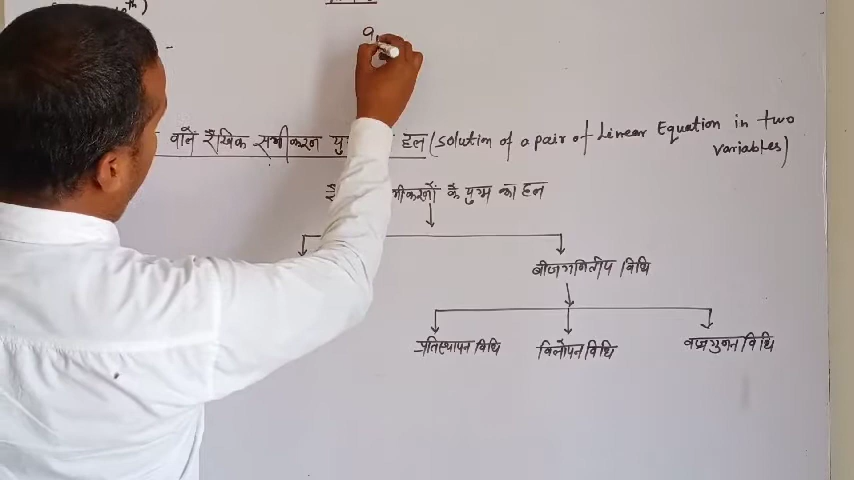 th)
a
वाले रैखिक समीकरण हल (solution of a pair of Linear Equation in two
variables)
के युग्म का हल
बीजगणितीय विधि
प्रतिस्थापन विधि विलोपन विधि वज्रगुणन विधि